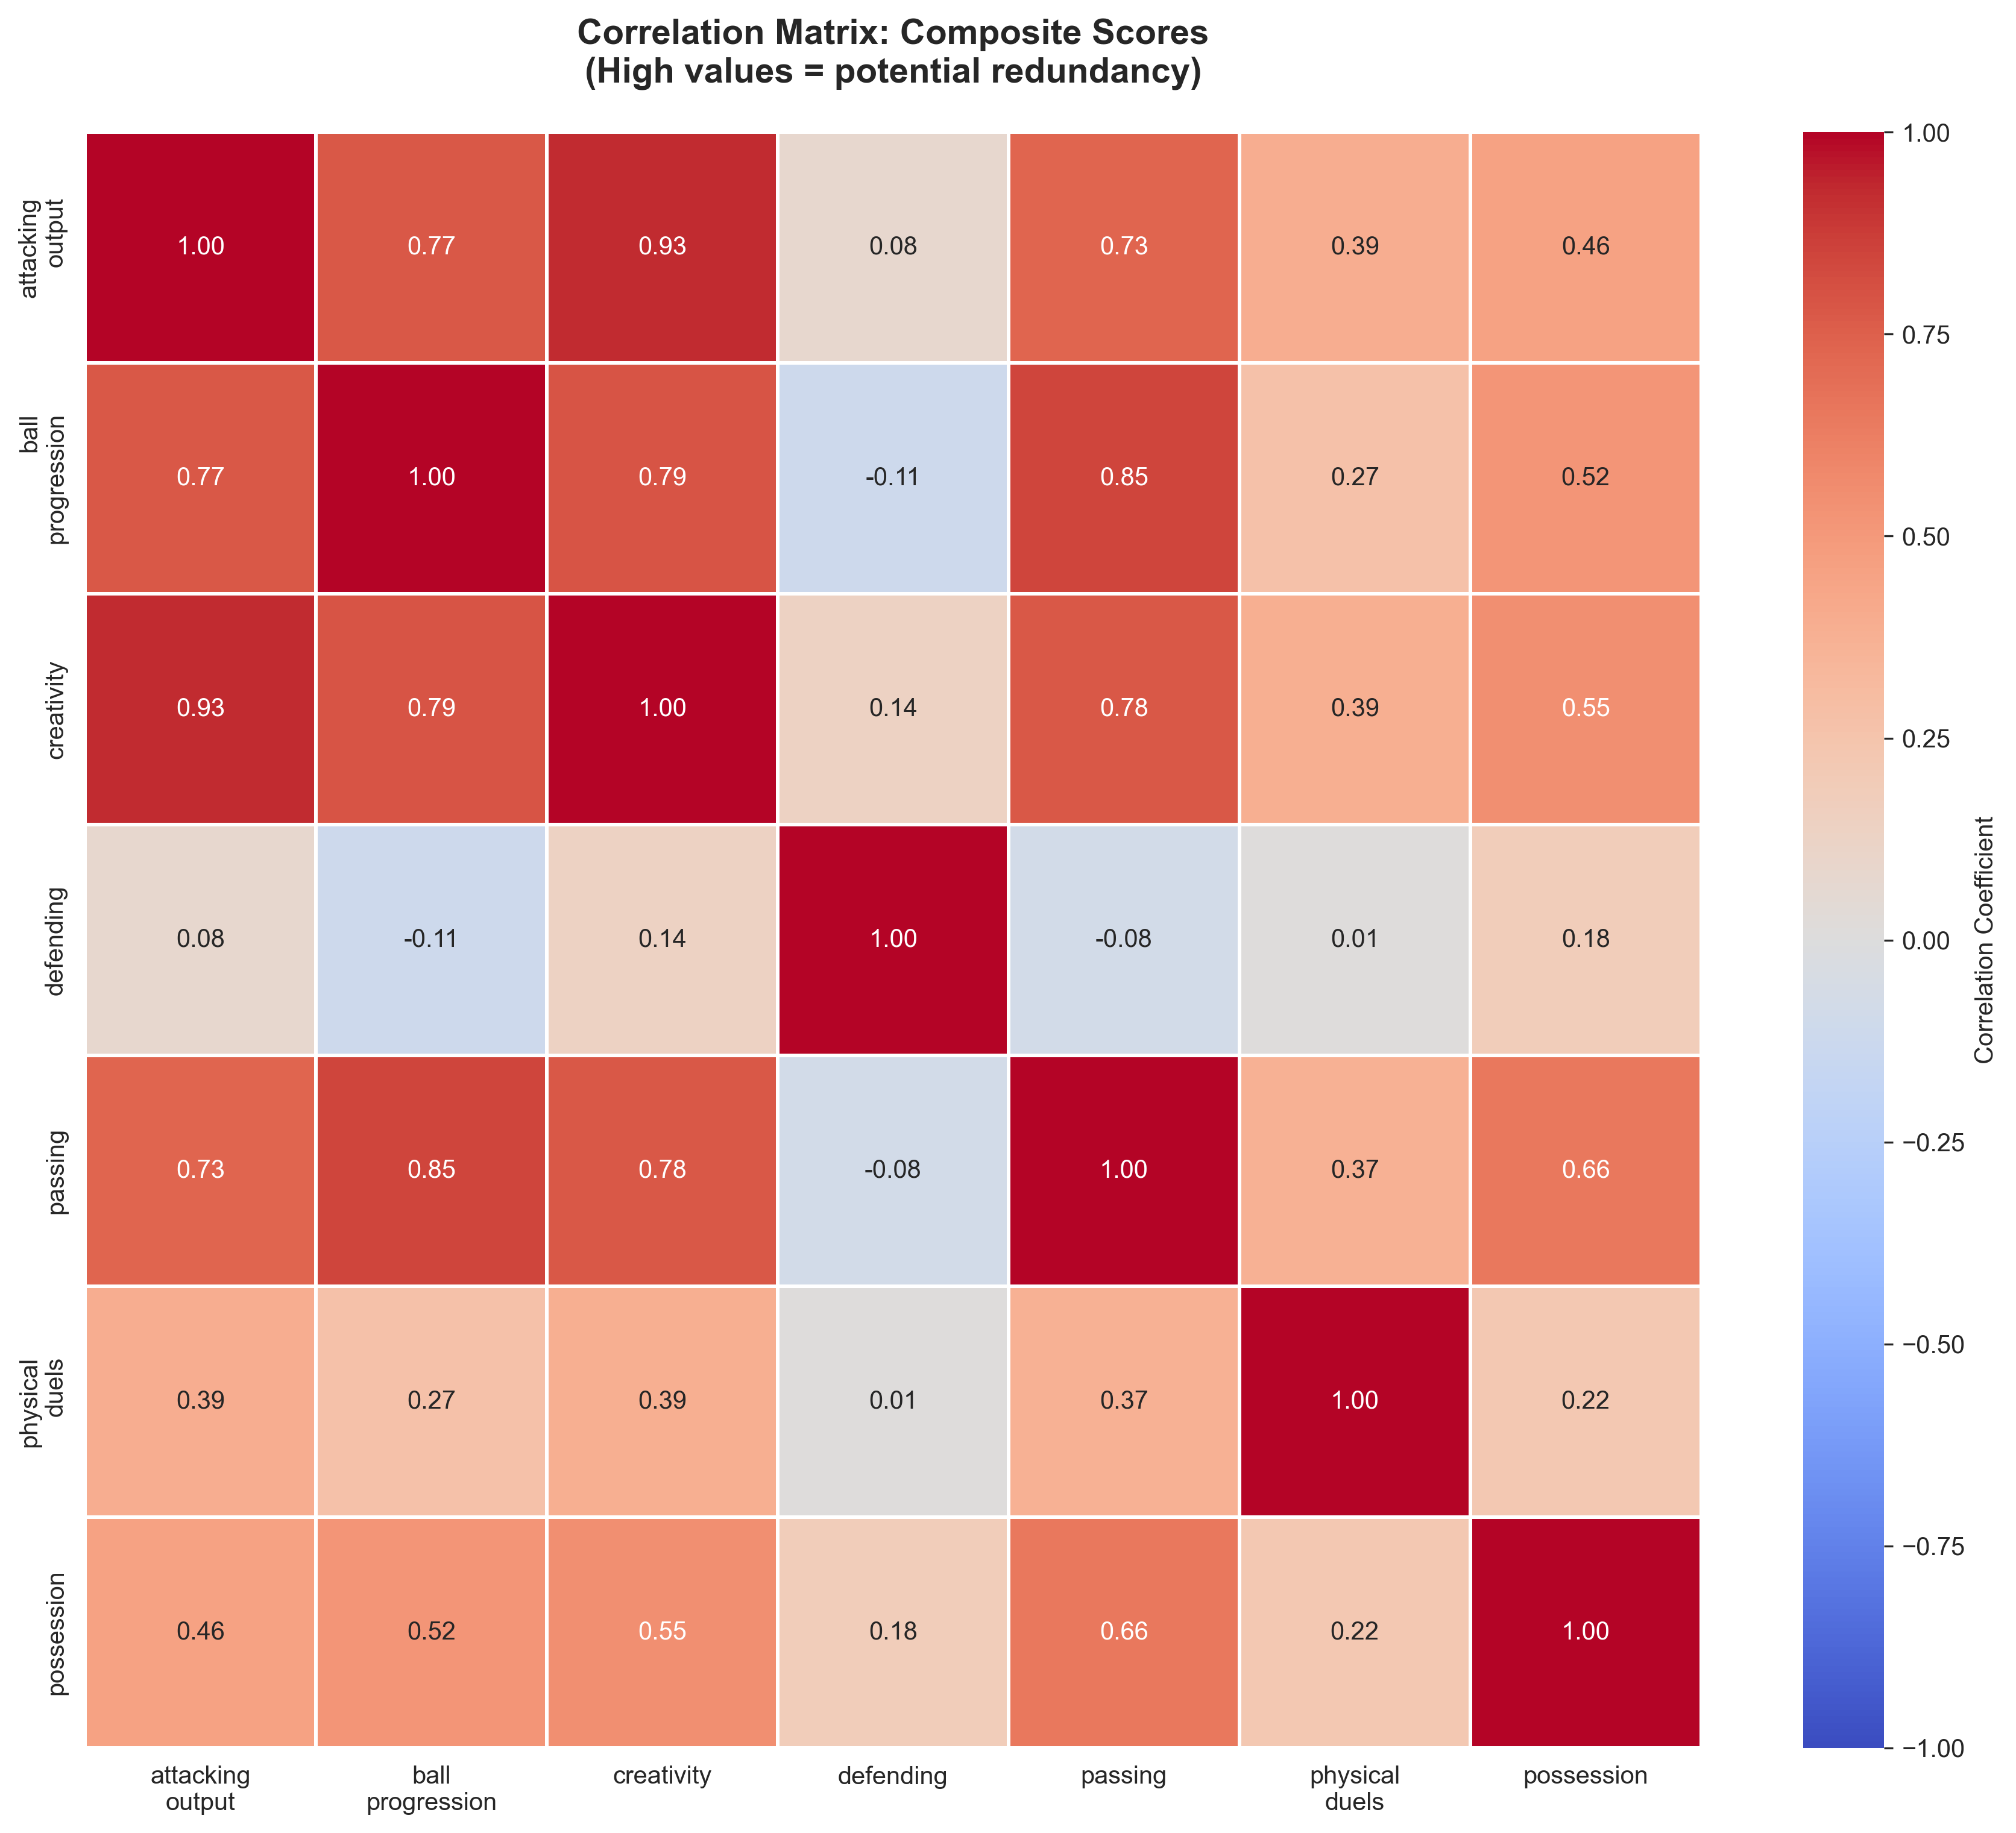 Correlation Matrix: Composite Scores
(High values = potential redundancy)
attacking
output
1.00 0.77 0.93 0.08 0.73 0.39 0.46
ball
progression
0.77 1.00 0.79 -0.11 0.85 0.27 0.52
creativity
0.93 0.79 1.00 0.14 0.78 0.39 0.55
defending
0.08 -0.11 0.14 1.00 -0.08 0.01 0.18
passing
0.73 0.85 0.78 -0.08 1.00 0.37 0.66
physical
duels
0.39 0.27 0.39 0.01 0.37 1.00 0.22
possession
0.46 0.52 0.55 0.18 0.66 0.22 1.00
attacking
output
ball
progression
creativity
defending
passing
physical
duels
possession
1.00
0.75
0.50
0.25
0.00
−0.25
−0.50
−0.75
−1.00
Correlation Coefficient